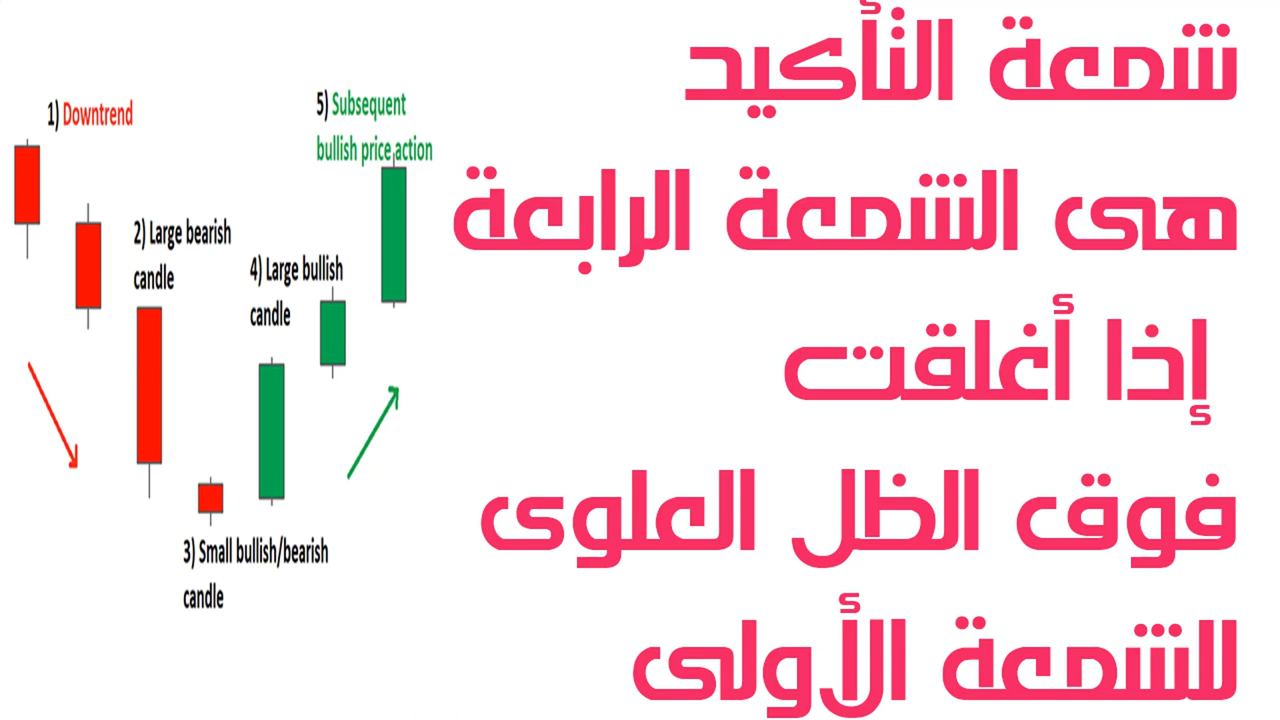 شمعة التأكيد
هى الشمعة الرابعة
إذا أغلقت
فوق الظل العلوى
للشمعة الأولى
1) Downtrend
2) Large bearish
candle
3) Small bullish/bearish
candle
4) Large bullish
candle
5) Subsequent
bullish price action